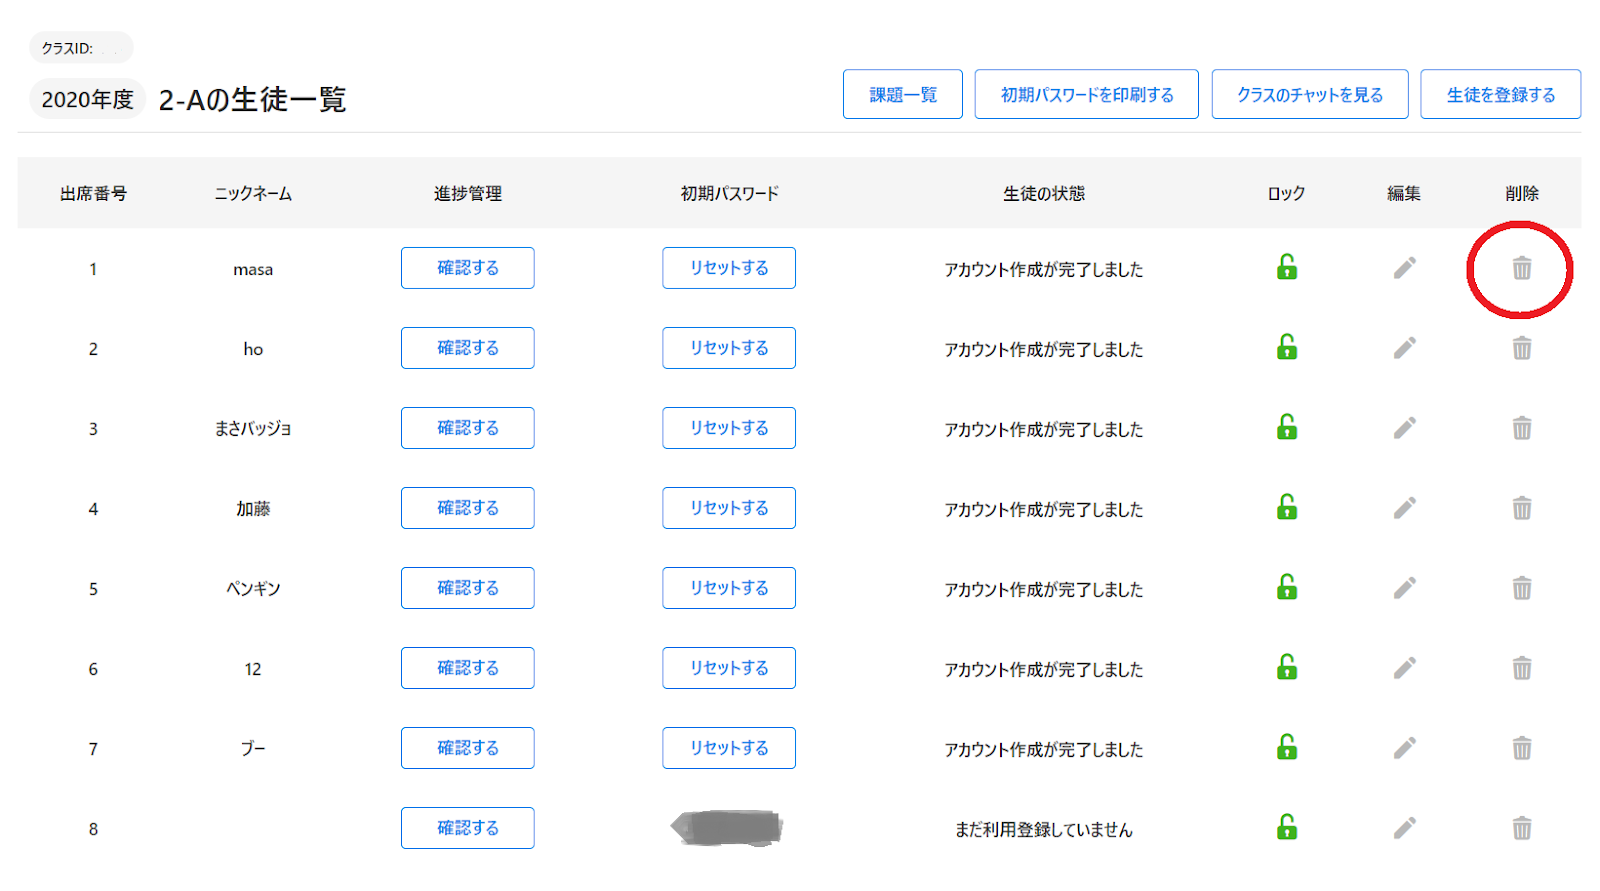 クラスID:
2020年度 2-Aの生徒一覧 課題一覧 初期パスワードを印刷する クラスのチャットを見る 生徒を登録する
出席番号 ニックネーム 進捗管理 初期パスワード 生徒の状態 ロック 編集 削除
1 masa 確認する リセットする アカウント作成が完了しました
2 ho 確認する リセットする アカウント作成が完了しました
3 まさバッジョ 確認する リセットする アカウント作成が完了しました
4 加藤 確認する リセットする アカウント作成が完了しました
5 ペンギン 確認する リセットする アカウント作成が完了しました
6 12 確認する リセットする アカウント作成が完了しました
7 ブー 確認する リセットする アカウント作成が完了しました
8 確認する まだ利用登録していません